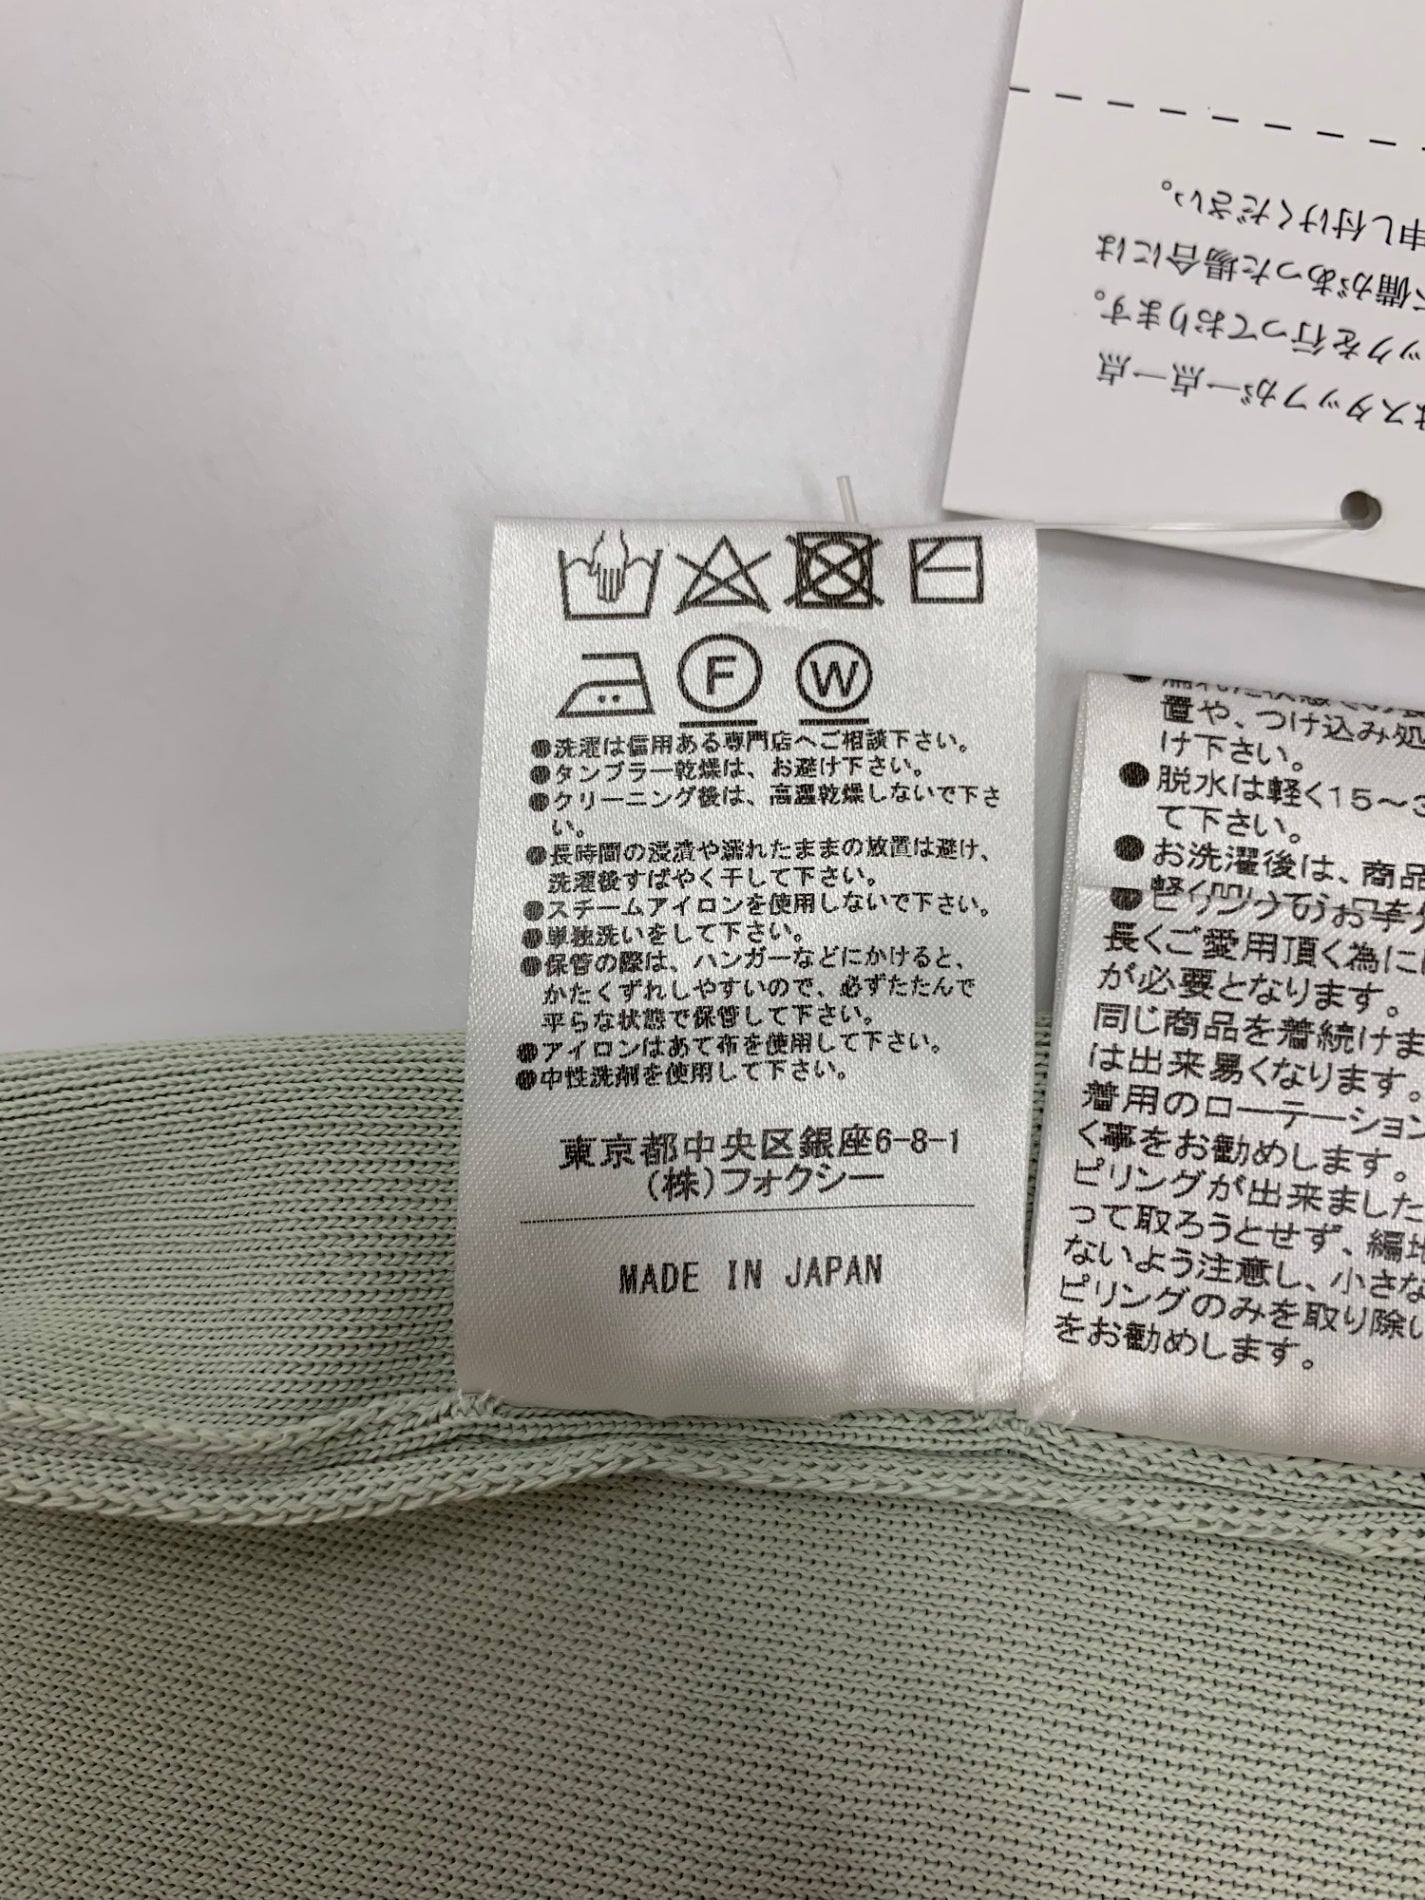 は スタッフが一点一点
ックを行っております。
備があった場合には
申し付けください。
F W
●洗濯は信用ある専門店へご相談下さい。
●タンブラー乾燥は、お避け下さい。
●クリーニング後は、高温乾燥しないで下さ
い。
●長時間の浸漬や濡れたままの放置は避け、
洗濯後すばやく干して下さい。
●スチームアイロンを使用しないで下さい。
●単独洗いをして下さい。
●保管の際は、ハンガーなどにかけると、
かたくずれしやすいので、必ずたたんで
平らな状態で保管して下さい。
●アイロンはあて布を使用して下さい。
●中性洗剤を使用して下さい。
東京都中央区銀座6-8-1
(株)フォクシー
MADE IN JAPAN
置や、つけ込み処
け下さい。
●脱水は軽く15〜3
て下さい。
●お洗濯後は、商品
●ピリングのお手
長くご愛用頂く為に
が必要となります。
同じ商品を着続けま
は出来易くなります。
着用のローテーション
く事をお勧めします。
ピリングが出来ました
って取ろうとせず、編地
ないよう注意し、小さな
ピリングのみを取り除い
をお勧めします。